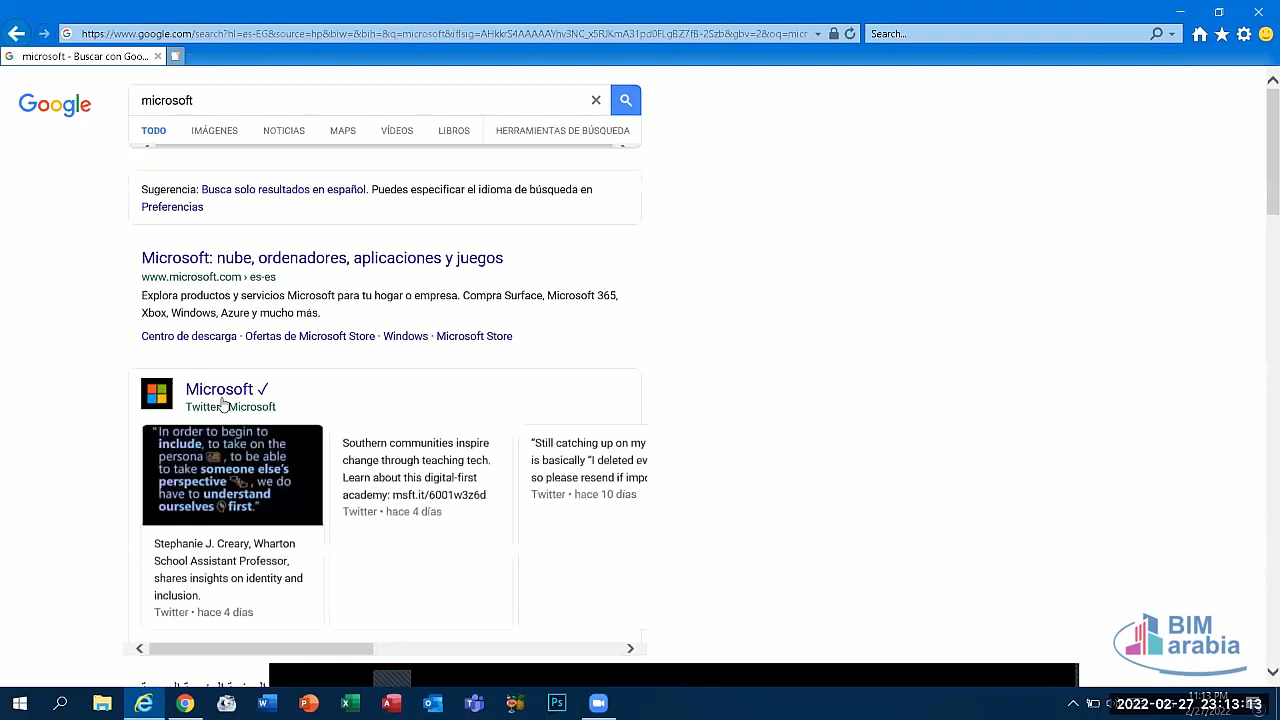 https://www.google.com/search?hl=es-EG&source=hp&biw=&bih=&q=microsoft
Search...
microsoft - Buscar con Goo...
Google
microsoft
TODO IMÁGENES NOTICIAS MAPS VÍDEOS LIBROS HERRAMIENTAS DE BÚSQUEDA
Sugerencia: Busca solo resultados en español. Puedes especificar el idioma de búsqueda en
Preferencias
Microsoft: nube, ordenadores, aplicaciones y juegos
www.microsoft.com › es-es
Explora productos y servicios Microsoft para tu hogar o empresa. Compra Surface, Microsoft 365,
Xbox, Windows, Azure y mucho más.
Centro de descarga · Ofertas de Microsoft Store · Windows · Microsoft Store
Microsoft ✓
Twitter Microsoft
"In order to begin to
include, to take on the
persona, to be able
to take someone else's
perspective, we do
have to understand
ourselves first."
Stephanie J. Creary, Wharton
School Assistant Professor,
shares insights on identity and
inclusion.
Twitter • hace 4 días
Southern communities inspire
change through teaching tech.
Learn about this digital-first
academy: msft.it/6001w3z6d
Twitter • hace 4 días
“Still catching up on my
is basically “I deleted
so please resend if
Twitter • hace 10 días
BIM
arabia
11:13 PM
2/27/2022
2022-02-27 23:13:13